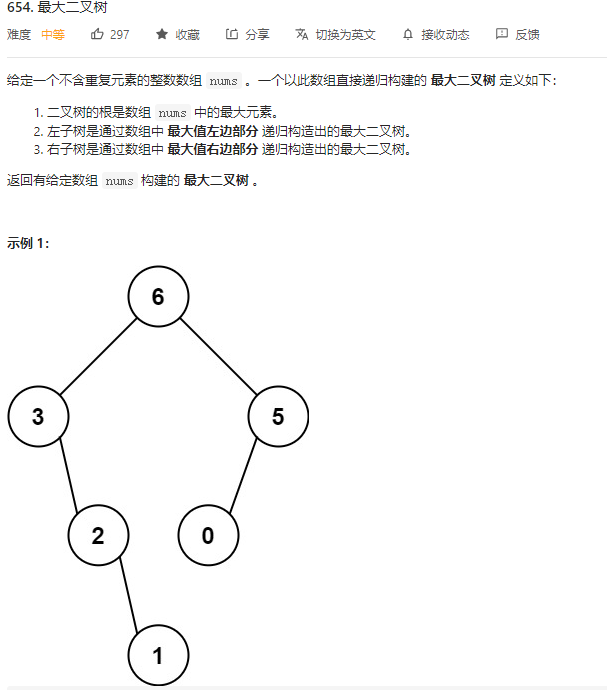 654. 最大二叉树
难度 中等 297 收藏 分享 切换为英文 接收动态 反馈
给定一个不含重复元素的整数数组 nums 。一个以此数组直接递归构建的 最大二叉树 定义如下：
1. 二叉树的根是数组 nums 中的最大元素。
2. 左子树是通过数组中 最大值左边部分 递归构造出的最大二叉树。
3. 右子树是通过数组中 最大值右边部分 递归构造出的最大二叉树。
返回有给定数组 nums 构建的 最大二叉树 。
示例 1：
6
3 5
2 0
1